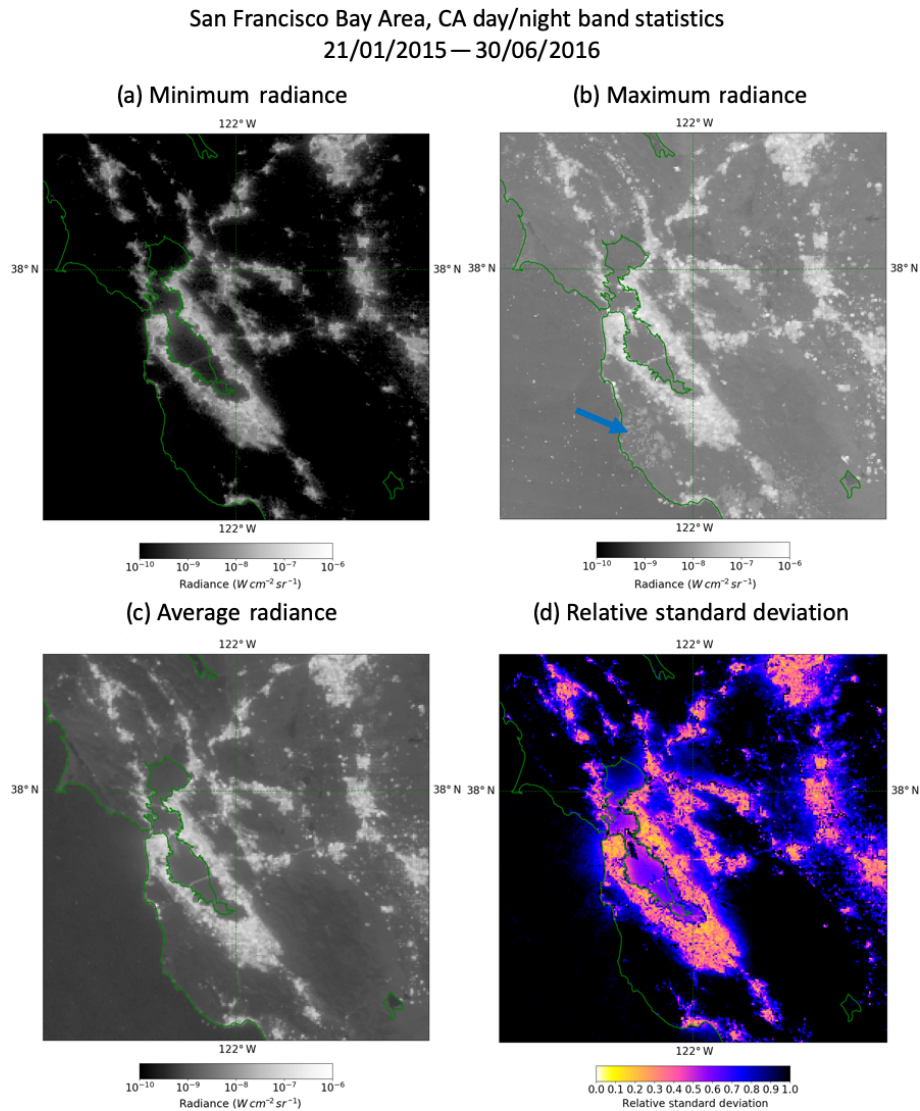 San Francisco Bay Area, CA day/night band statistics
21/01/2015 — 30/06/2016
(a) Minimum radiance
(b) Maximum radiance
122° W
122° W
38° N
38° N
122° W
122° W
10⁻¹⁰ 10⁻⁹ 10⁻⁸ 10⁻⁷ 10⁻⁶
Radiance (W cm⁻² sr⁻¹)
10⁻¹⁰ 10⁻⁹ 10⁻⁸ 10⁻⁷ 10⁻⁶
Radiance (W cm⁻² sr⁻¹)
(c) Average radiance
(d) Relative standard deviation
122° W
122° W
38° N
38° N
122° W
122° W
10⁻¹⁰ 10⁻⁹ 10⁻⁸ 10⁻⁷ 10⁻⁶
Radiance (W cm⁻² sr⁻¹)
0.0 0.1 0.2 0.3 0.4 0.5 0.6 0.7 0.8 0.9 1.0
Relative standard deviation